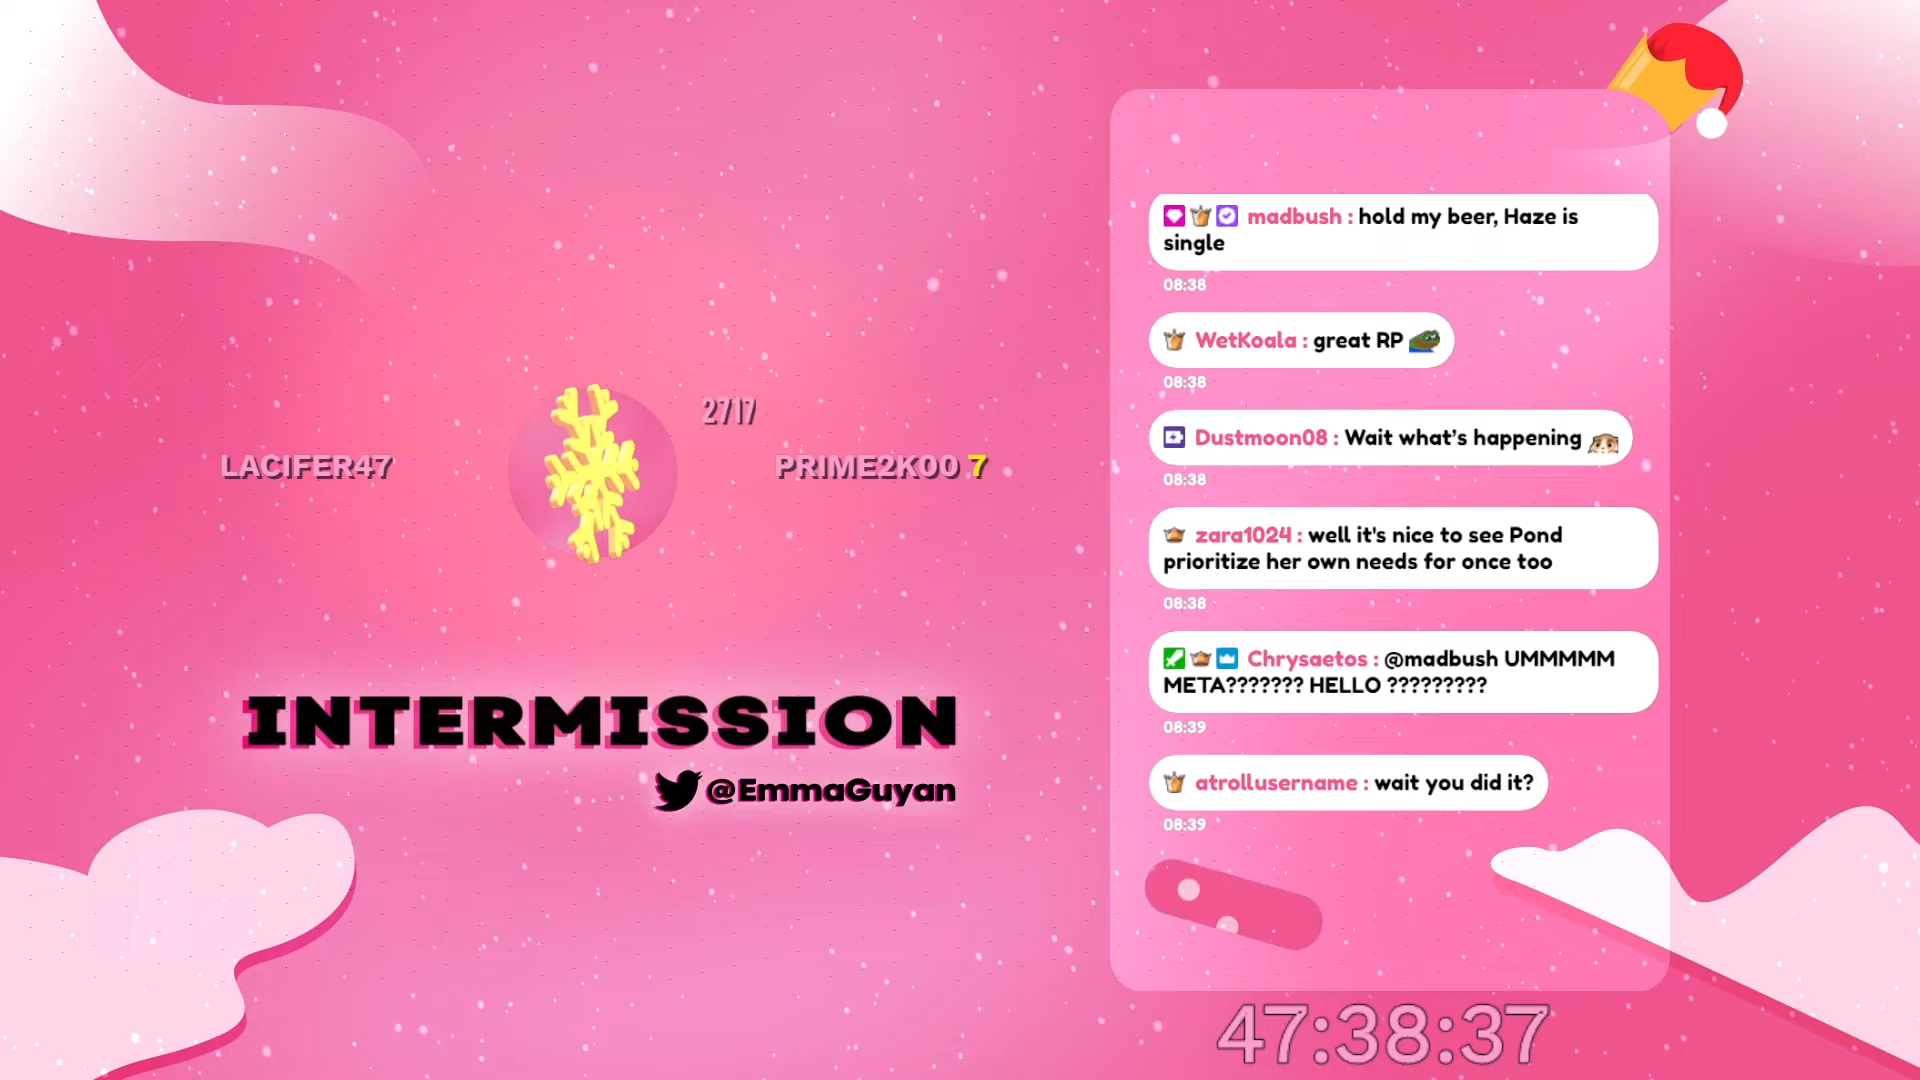 2717
LACIFER47
PRIME2K00 7
INTERMISSION
@EmmaGuyan
madbush : hold my beer, Haze is
single
08:38
WetKoala : great RP
08:38
Dustmoon08 : Wait what's happening
08:38
zara1024 : well it's nice to see Pond
prioritize her own needs for once too
08:38
Chrysaetos : @madbush UMMMMM
META??????? HELLO ?????????
08:39
atrollusername : wait you did it?
08:39
47:38:37